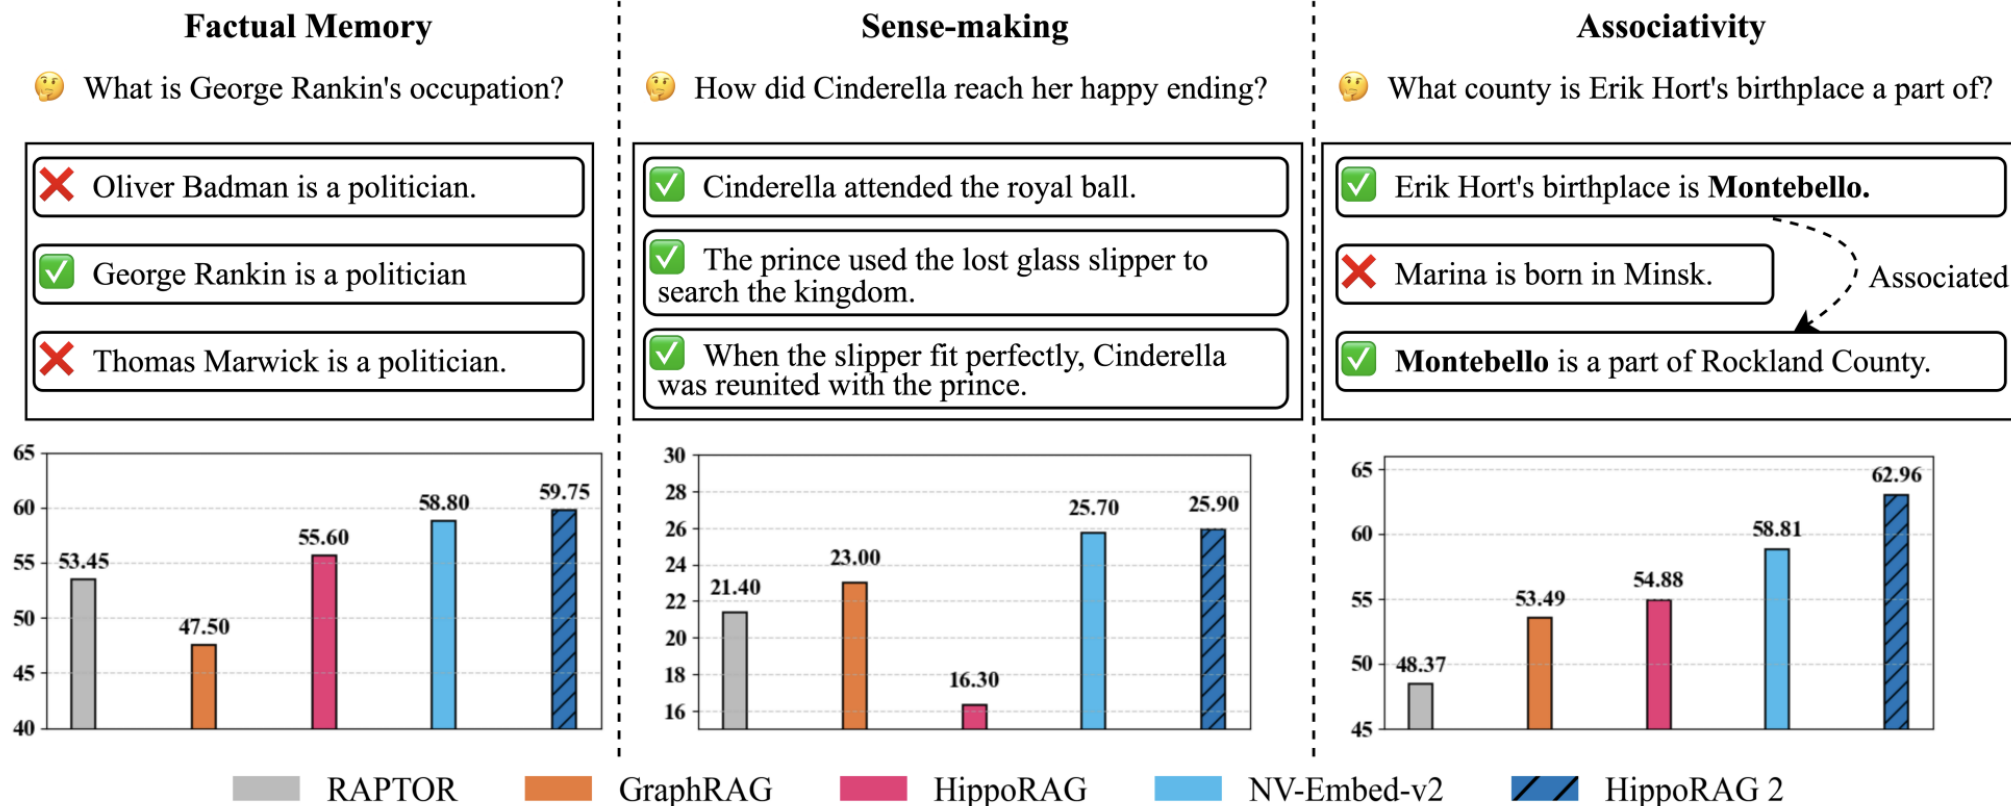 Factual Memory
What is George Rankin's occupation?
Oliver Badman is a politician.
George Rankin is a politician
Thomas Marwick is a politician.
65
60
55
50
45
40
53.45
47.50
55.60
58.80
59.75
Sense-making
How did Cinderella reach her happy ending?
Cinderella attended the royal ball.
The prince used the lost glass slipper to
search the kingdom.
When the slipper fit perfectly, Cinderella
was reunited with the prince.
30
28
26
24
22
20
18
16
21.40
23.00
16.30
25.70
25.90
Associativity
What county is Erik Hort's birthplace a part of?
Erik Hort's birthplace is Montebello.
Marina is born in Minsk.
Associated
Montebello is a part of Rockland County.
65
60
55
50
45
48.37
53.49
54.88
58.81
62.96
RAPTOR
GraphRAG
HippoRAG
NV-Embed-v2
HippoRAG 2